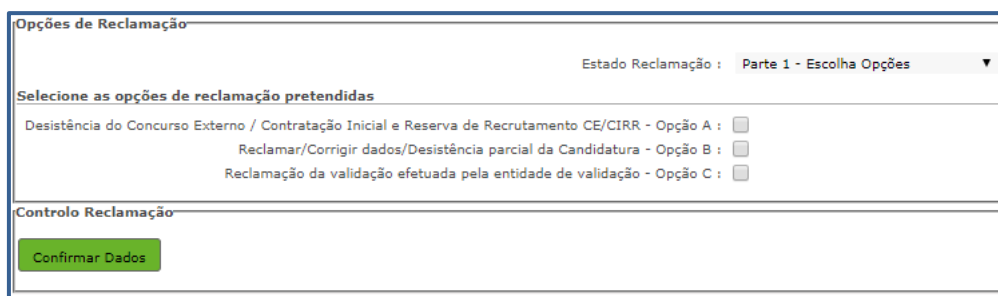 Opções de Reclamação
Estado Reclamação : Parte 1 - Escolha Opções
Selecione as opções de reclamação pretendidas
Desistência do Concurso Externo / Contratação Inicial e Reserva de Recrutamento CE/CIRR - Opção A :
Reclamar/Corrigir dados/Desistência parcial da Candidatura - Opção B :
Reclamação da validação efetuada pela entidade de validação - Opção C :
Controlo Reclamação
Confirmar Dados